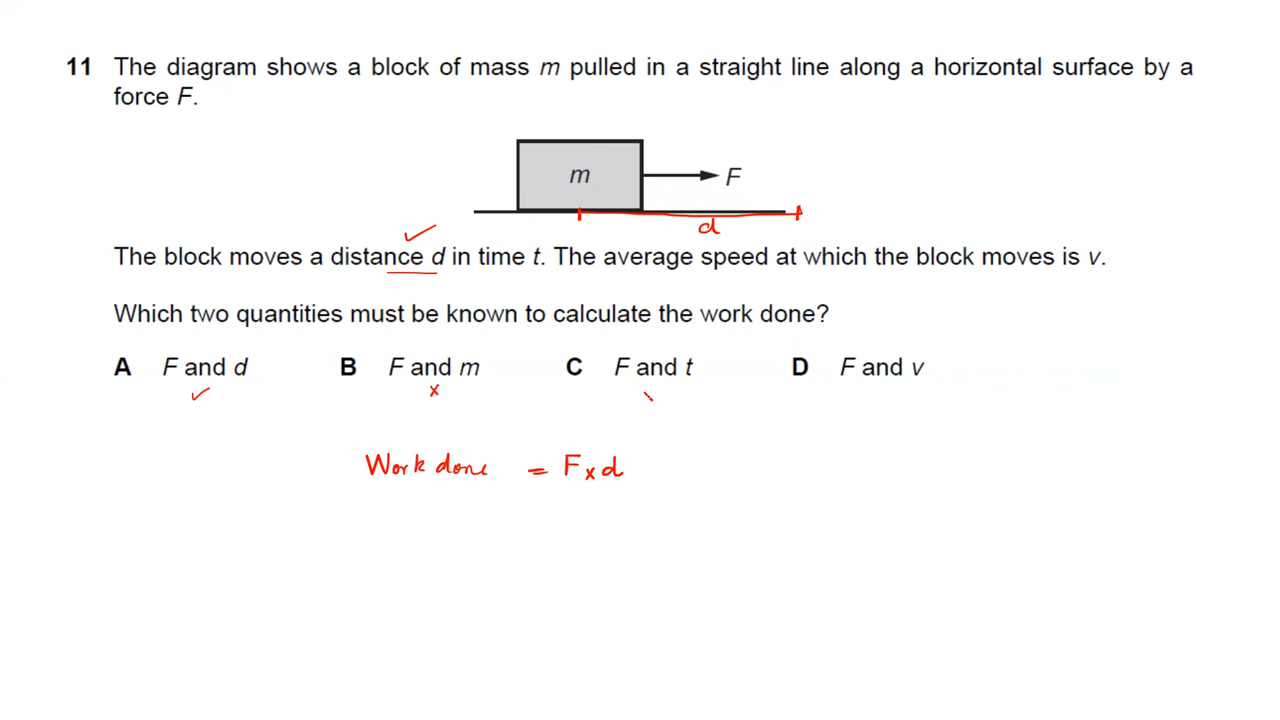 11 The diagram shows a block of mass m pulled in a straight line along a horizontal surface by a
force F.
m
F
d
The block moves a distance d in time t. The average speed at which the block moves is v.
Which two quantities must be known to calculate the work done?
A F and d B F and m C F and t D F and v
Work done = F x d